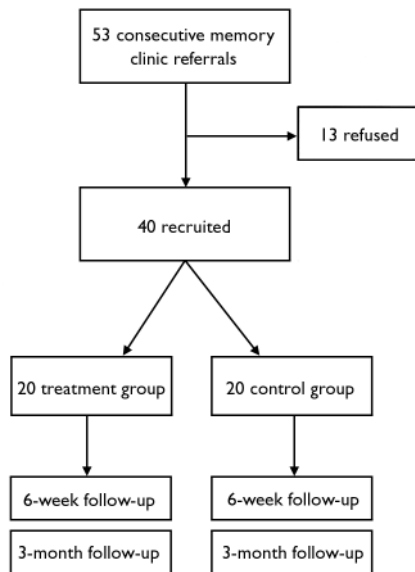 53 consecutive memory
clinic referrals
13 refused
40 recruited
20 treatment group
20 control group
6-week follow-up
6-week follow-up
3-month follow-up
3-month follow-up